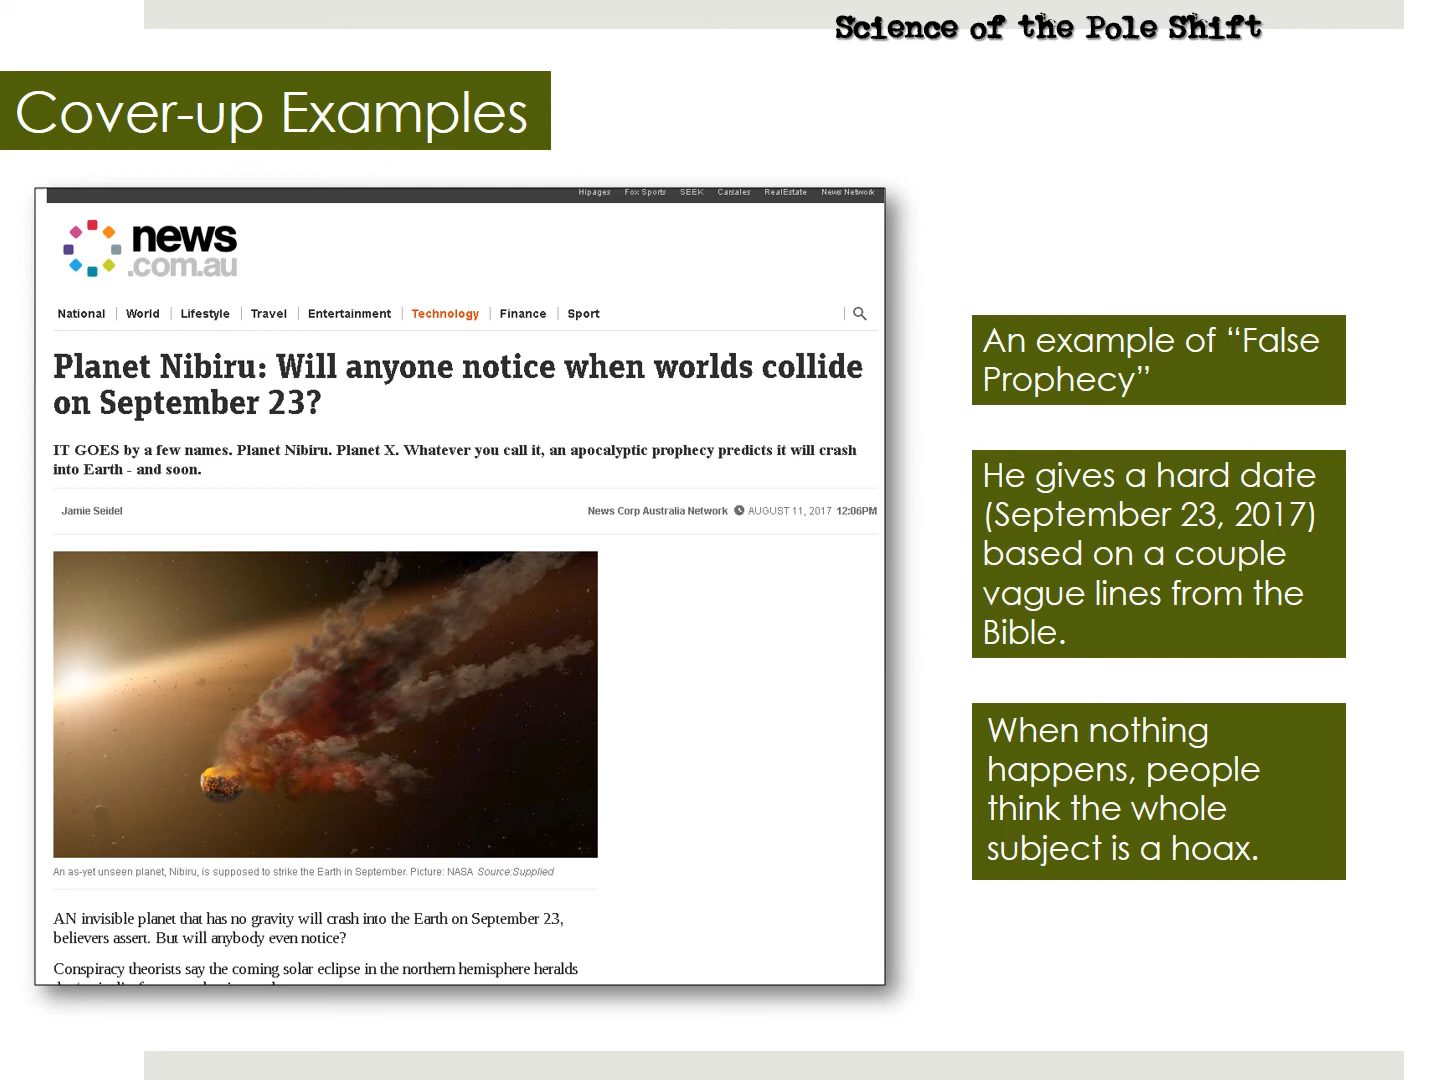 Science of the Pole Shift
Cover-up Examples
Hipages Fox Sports SEEK Carsales RealEstate News Network
news
.com.au
National World Lifestyle Travel Entertainment Technology Finance Sport
Planet Nibiru: Will anyone notice when worlds collide
on September 23?
IT GOES by a few names. Planet Nibiru. Planet X. Whatever you call it, an apocalyptic prophecy predicts it will crash
into Earth - and soon.
Jamie Seidel News Corp Australia Network AUGUST 11, 2017 12:06PM
An as-yet unseen planet, Nibiru, is supposed to strike the Earth in September. Picture: NASA Source:Supplied
AN invisible planet that has no gravity will crash into the Earth on September 23,
believers assert. But will anybody even notice?
Conspiracy theorists say the coming solar eclipse in the northern hemisphere heralds
An example of “False
Prophecy”
He gives a hard date
(September 23, 2017)
based on a couple
vague lines from the
Bible.
When nothing
happens, people
think the whole
subject is a hoax.